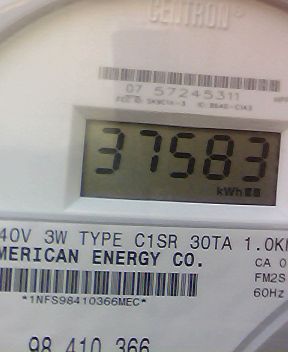 CENTRON®
07 57245311
37583
kWh
40V 3W TYPE C1SR 30TA 1.0K
MERICAN ENERGY CO.
CA 0
FM2S
60Hz
*1NFS98410366MEC*
98 410 366